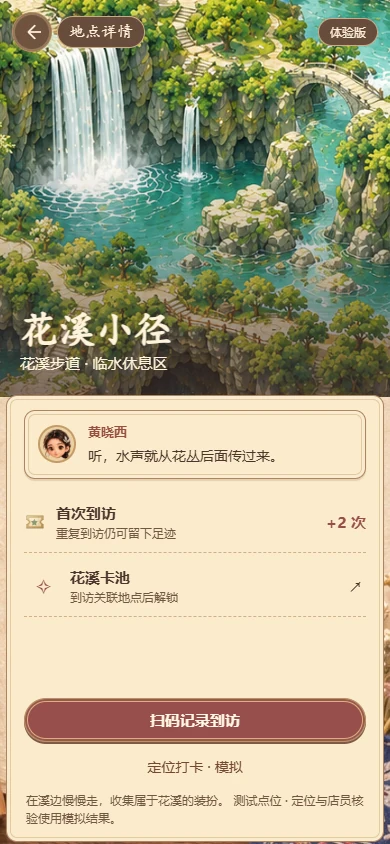 地点详情
体验版
花溪小径
花溪步道 · 临水休息区
黄晓西
听，水声就从花丛后面传过来。
首次到访
重复到访仍可留下足迹
+2 次
花溪卡池
到访关联地点后解锁
扫码记录到访
定位打卡 · 模拟
在溪边慢慢走，收集属于花溪的装扮。 测试点位 · 定位与店员核
验使用模拟结果。